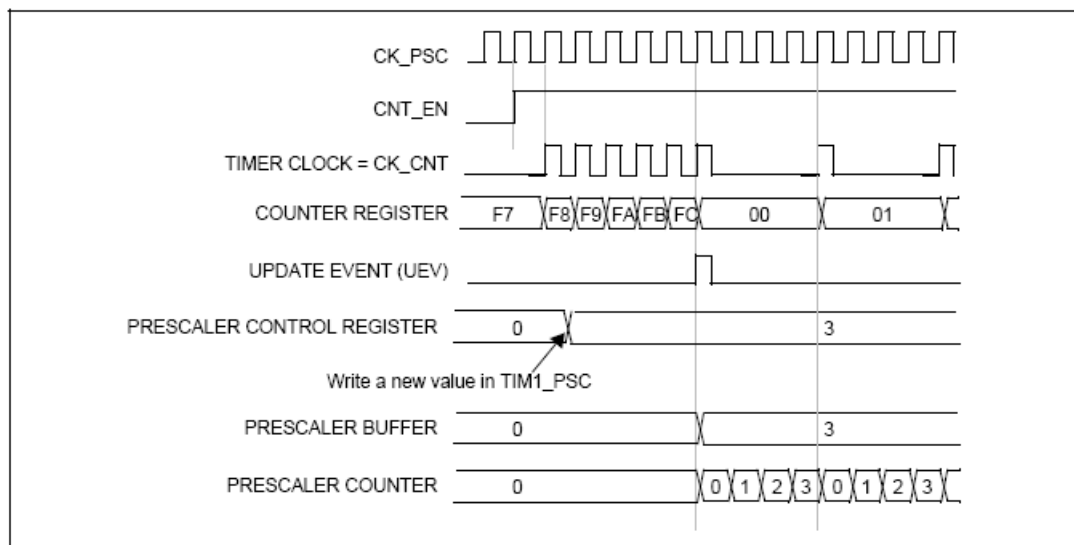 CK_PSC
CNT_EN
TIMER CLOCK = CK_CNT
COUNTER REGISTER F7 F8 F9 FA FB FC 00 01
UPDATE EVENT (UEV)
PRESCALER CONTROL REGISTER 0 3
Write a new value in TIM1_PSC
PRESCALER BUFFER 0 3
PRESCALER COUNTER 0 0 1 2 3 0 1 2 3